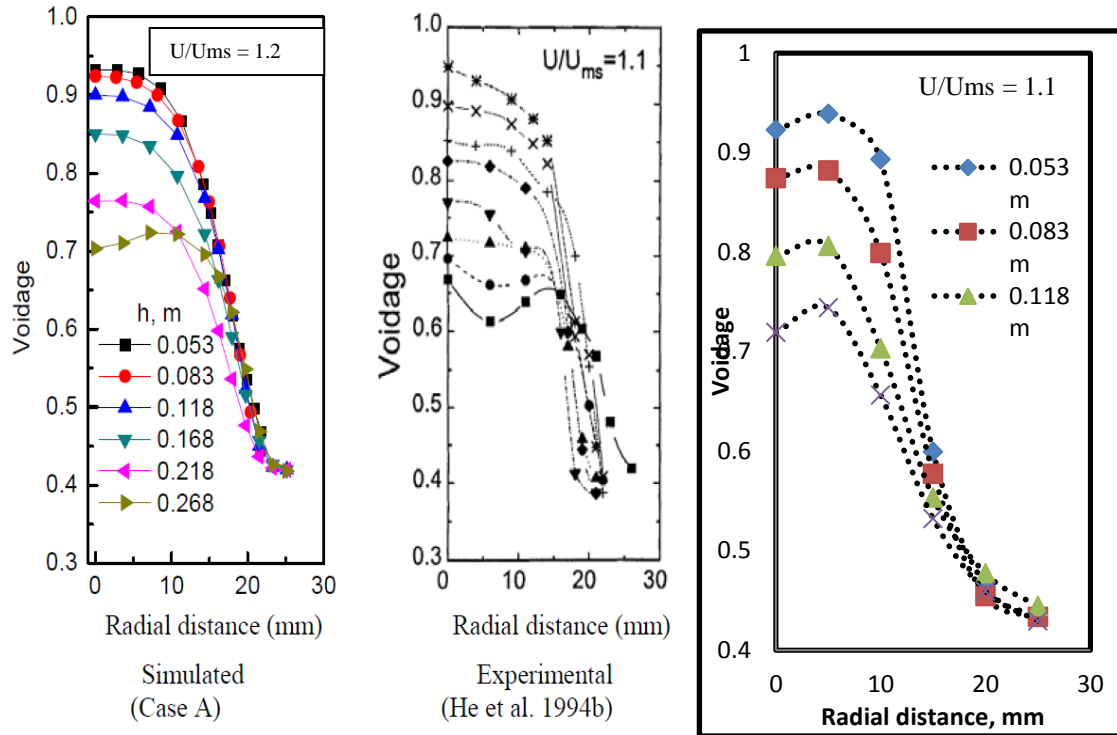 1.0
0.9
0.8
0.7
0.6
0.5
0.4
0.3
Voidage
U/Ums = 1.2
h, m
0.053
0.083
0.118
0.168
0.218
0.268
0 10 20 30
Radial distance (mm)
Simulated
(Case A)
1.0
0.9
0.8
0.7
0.6
0.5
0.4
0.3
Voidage
U/Ums=1.1
0 10 20 30
Radial distance (mm)
Experimental
(He et al. 1994b)
1
0.9
0.8
0.7
0.6
0.5
0.4
Voidage
U/Ums = 1.1
0.053
m
0.083
m
0.118
m
0 10 20 30
Radial distance, mm